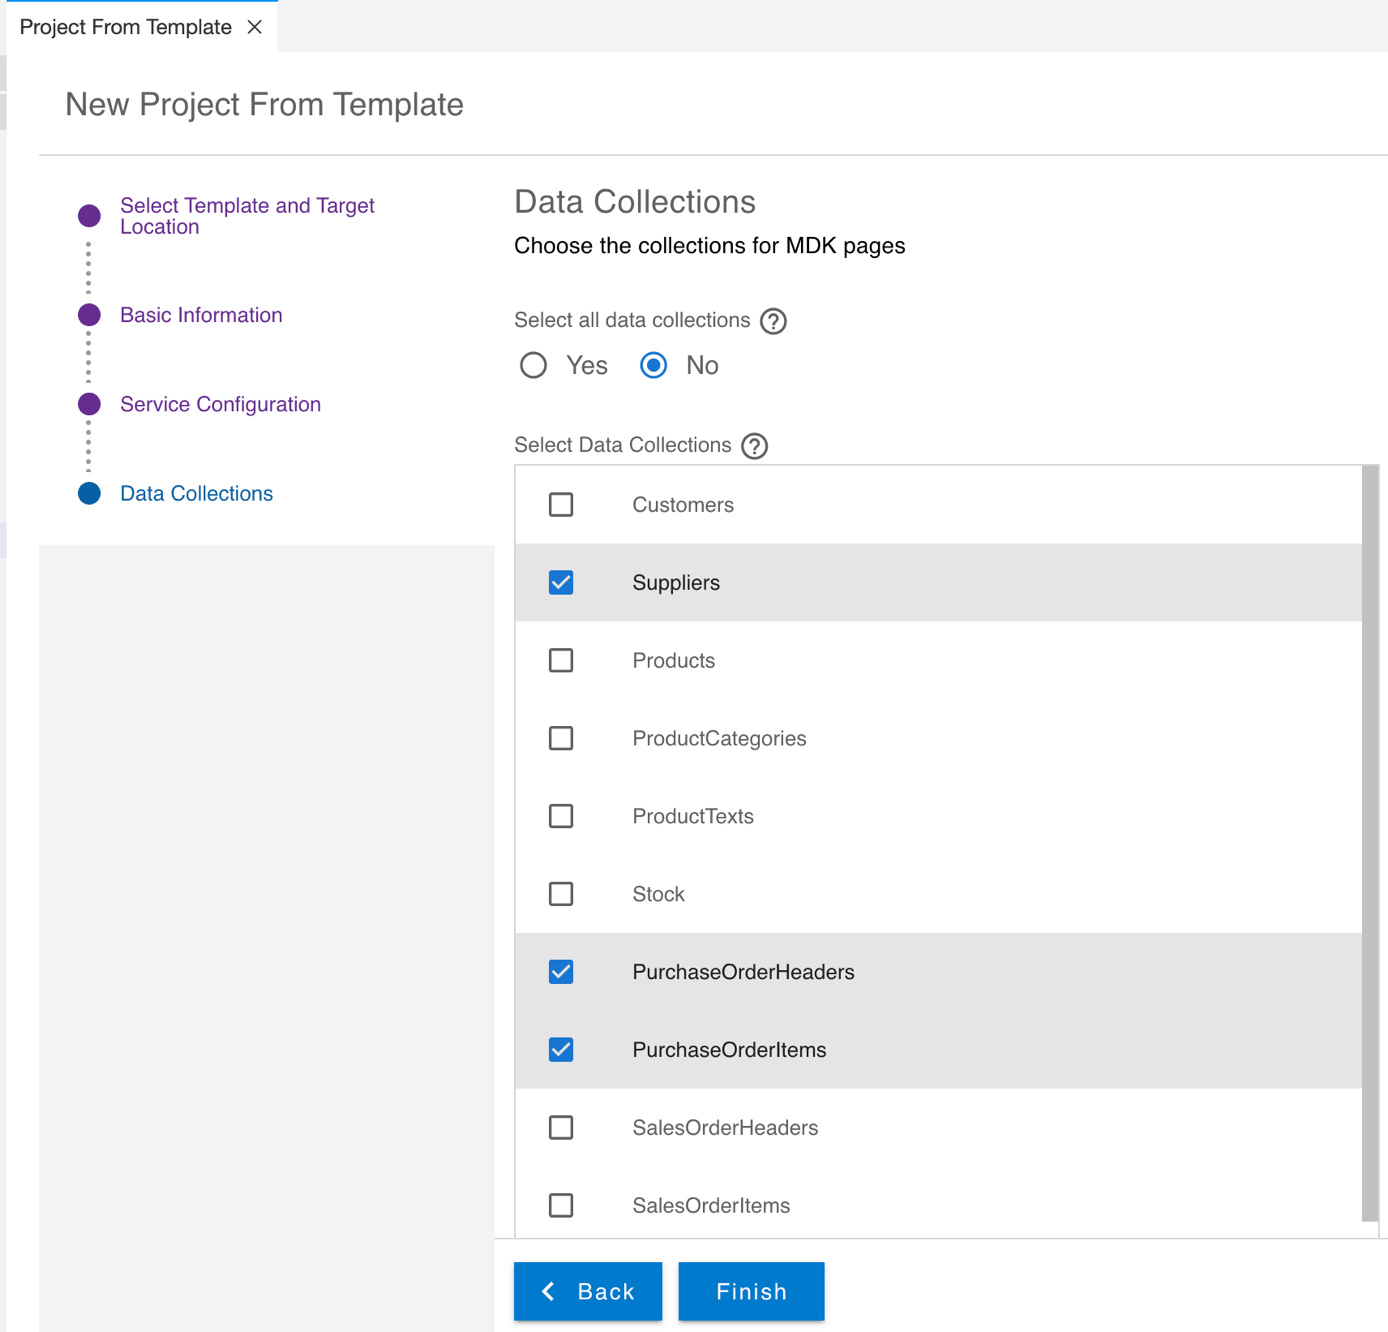 Project From Template
New Project From Template
Select Template and Target
Location
Basic Information
Service Configuration
Data Collections
Data Collections
Choose the collections for MDK pages
Select all data collections ?
Yes No
Select Data Collections ?
Customers
Suppliers
Products
ProductCategories
ProductTexts
Stock
PurchaseOrderHeaders
PurchaseOrderItems
SalesOrderHeaders
SalesOrderItems
Back Finish